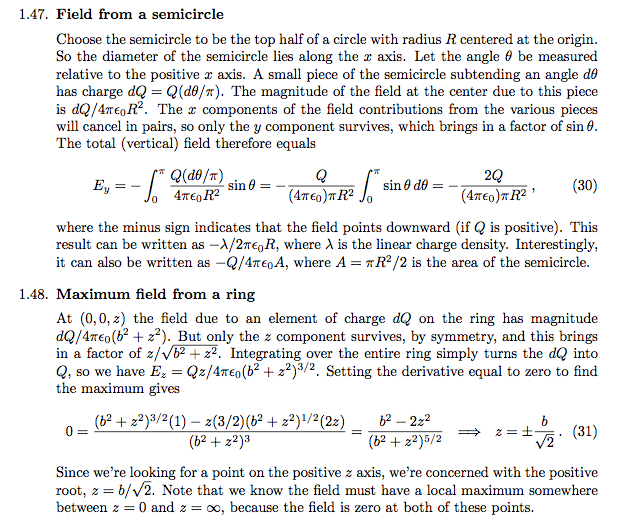 1.47. Field from a semicircle
Choose the semicircle to be the top half of a circle with radius R centered at the origin.
So the diameter of the semicircle lies along the x axis. Let the angle θ be measured
relative to the positive x axis. A small piece of the semicircle subtending an angle dθ
has charge dQ = Q(dθ/π). The magnitude of the field at the center due to this piece
is dQ/4πϵ₀R². The x components of the field contributions from the various pieces
will cancel in pairs, so only the y component survives, which brings in a factor of sin θ.
The total (vertical) field therefore equals
E_y = − ∫₀^π Q(dθ/π)/4πϵ₀R² sin θ = − Q/(4πϵ₀)πR² ∫₀^π sin θ dθ = − 2Q/(4πϵ₀)πR² , (30)
where the minus sign indicates that the field points downward (if Q is positive). This
result can be written as −λ/2πϵ₀R, where λ is the linear charge density. Interestingly,
it can also be written as −Q/4πϵ₀A, where A = πR²/2 is the area of the semicircle.
1.48. Maximum field from a ring
At (0, 0, z) the field due to an element of charge dQ on the ring has magnitude
dQ/4πϵ₀(b² + z²). But only the z component survives, by symmetry, and this brings
in a factor of z/√(b² + z²). Integrating over the entire ring simply turns the dQ into
Q, so we have E_z = Qz/4πϵ₀(b² + z²)^3/2. Setting the derivative equal to zero to find
the maximum gives
0 = (b² + z²)^3/2(1) − z(3/2)(b² + z²)^1/2(2z)/(b² + z²)³ = b² − 2z²/(b² + z²)^5/2 ⟹ z = ± b/√2 . (31)
Since we're looking for a point on the positive z axis, we're concerned with the positive
root, z = b/√2. Note that we know the field must have a local maximum somewhere
between z = 0 and z = ∞, because the field is zero at both of these points.